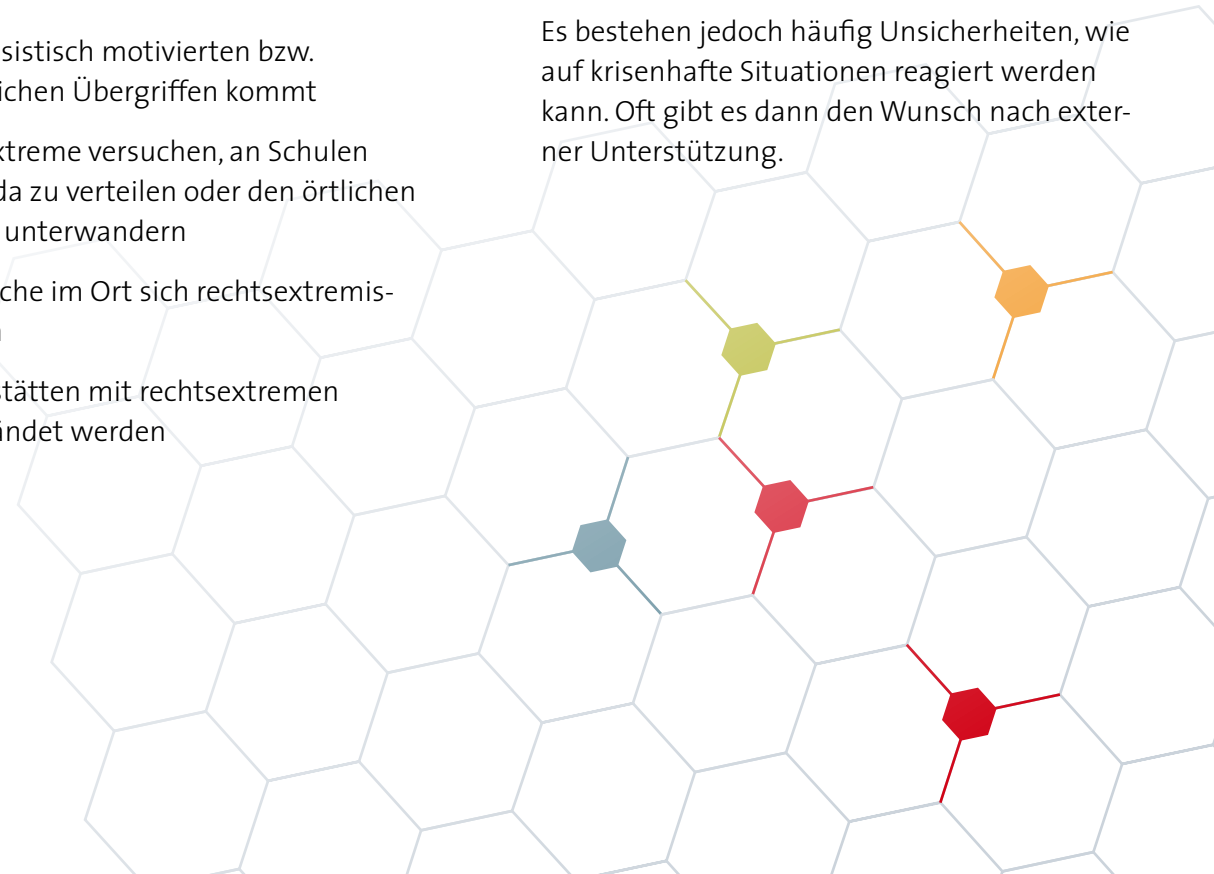 sistisch motivierten bzw.
ichen Übergriffen kommt
xtreme versuchen, an Schulen
da zu verteilen oder den örtlichen
unterwandern
che im Ort sich rechtsextremis-
stätten mit rechtsextremen
ändet werden
Es bestehen jedoch häufig Unsicherheiten, wie
auf krisenhafte Situationen reagiert werden
kann. Oft gibt es dann den Wunsch nach exter-
ner Unterstützung.